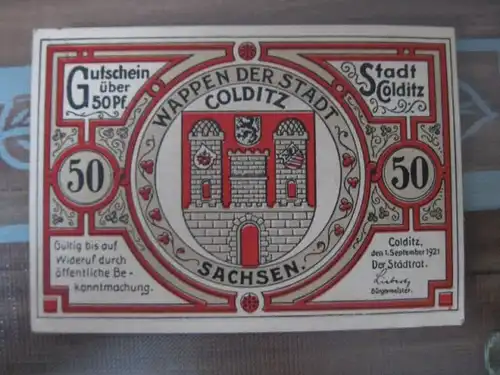 Gutschein
über
50 Pf.
Stadt
Colditz
WAPPEN DER STADT
COLDITZ
SACHSEN.
50
50
Gültig bis auf
Widerruf durch
öffentliche Be-
kanntmachung.
Colditz,
den 1. September 1921
Der Stadtrat.
Bürgermeister.